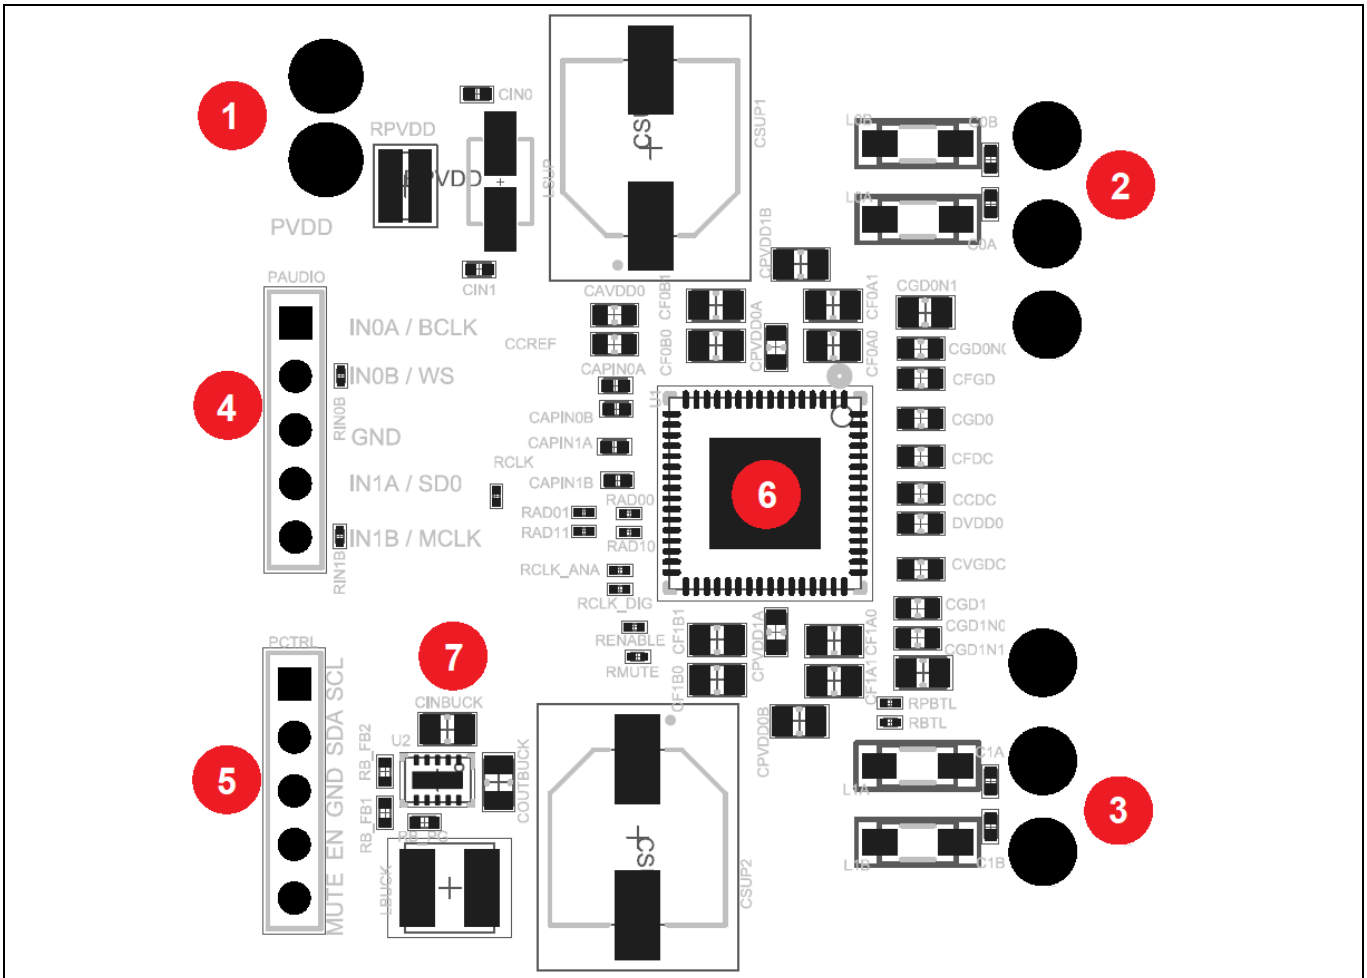 1
CIN0
RPVDD
RPVDD
PVDD
LSUP
CIN1
CSUP1
L0B
C0B
2
L0A
C0A
CPVDD1B
PAUDIO
IN0A / BCLK
IN0B / WS
RIN0B
GND
IN1A / SD0
IN1B / MCLK
RIN1B
4
CAVDD0
CCREF
CAPIN0A
CAPIN0B
CAPIN1A
RCLK
CAPIN1B
RAD00
RAD01
RAD11
RAD10
RCLK_ANA
RCLK_DIG
RENABLE
RMUTE
CF0B1
CF0B0
CPVDD0A
CF0A1
CF0A0
U1
6
CGD0N1
CGD0N0
CFGD
CGD0
CFDC
CCDC
DVDD0
CVGDC
CGD1
CGD1N0
CGD1N1
CF1B1
CF1B0
CPVDD1A
CF1A0
CF1A1
CPVDD0B
RPBTL
RBTL
PCTRL
MUTE EN GND SDA SCL
5
7
CINBUCK
U2
RB_FB2
RB_FB1
COUTBUCK
LBUCK
CSUP2
C1A
L1A
3
L1B
C1B